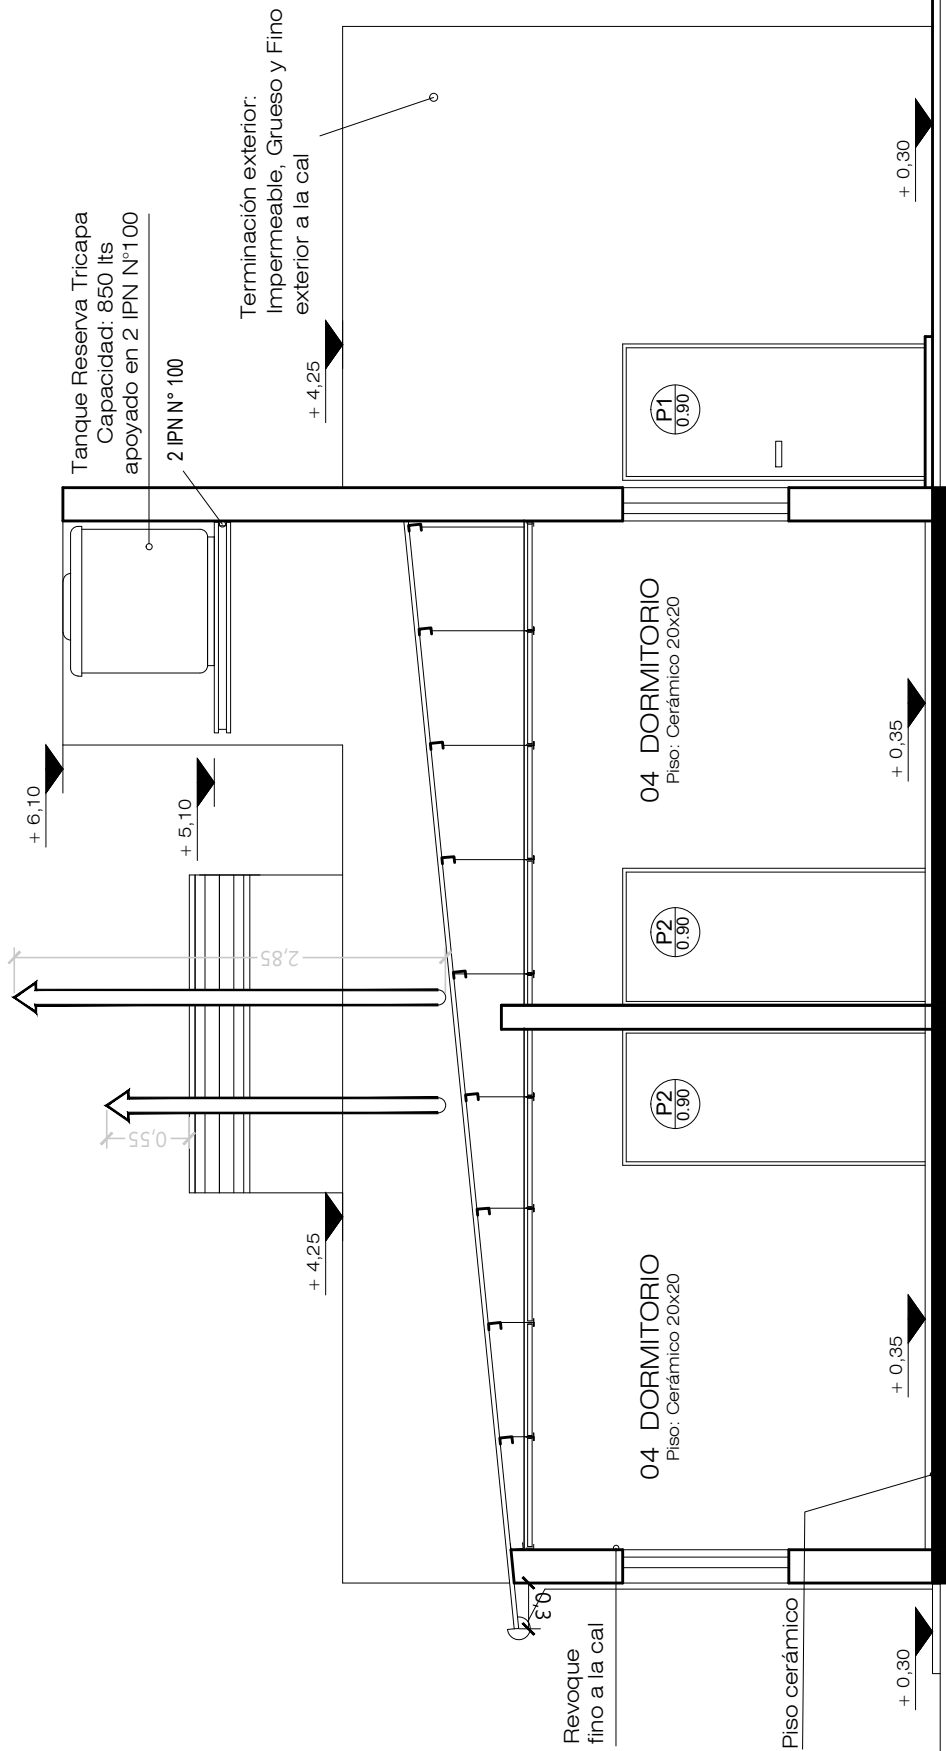 Tanque Reserva Tricapa
Capacidad: 850 lts
apoyado en 2 IPN N°100
2 IPN N° 100
Terminación exterior:
Impermeable, Grueso y Fino
exterior a la cal
+ 6,10
+ 5,10
+ 4,25
+ 4,25
2,85
0,55
04 DORMITORIO
Piso: Cerámico 20x20
+ 0,35
04 DORMITORIO
Piso: Cerámico 20x20
+ 0,35
P2
0.90
P2
0.90
P1
0.90
0,3
Revoque
fino a la cal
Piso cerámico
+ 0,30
+ 0,30